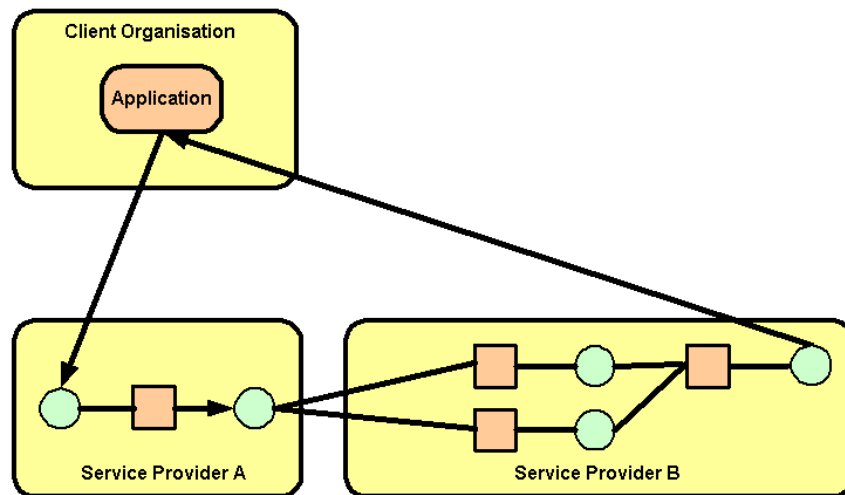 Client Organisation
Application
Service Provider A
Service Provider B